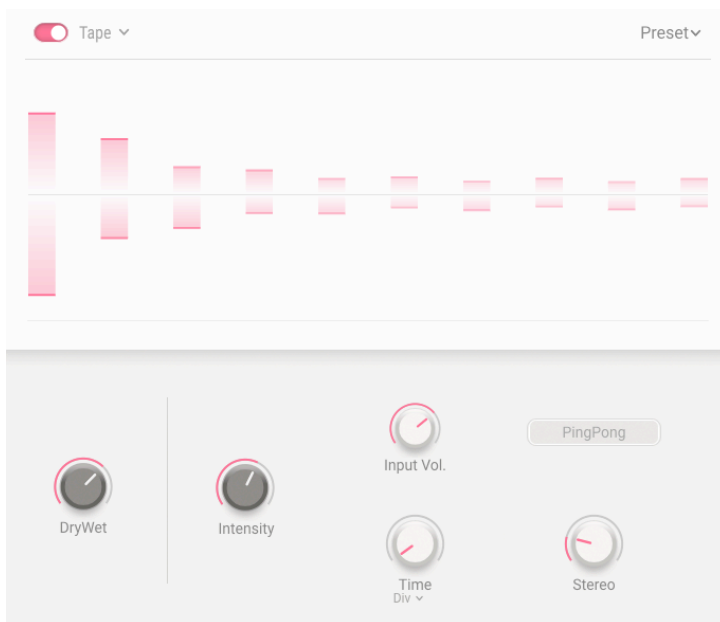 Tape
Preset
Input Vol.
PingPong
DryWet
Intensity
Time
Div
Stereo